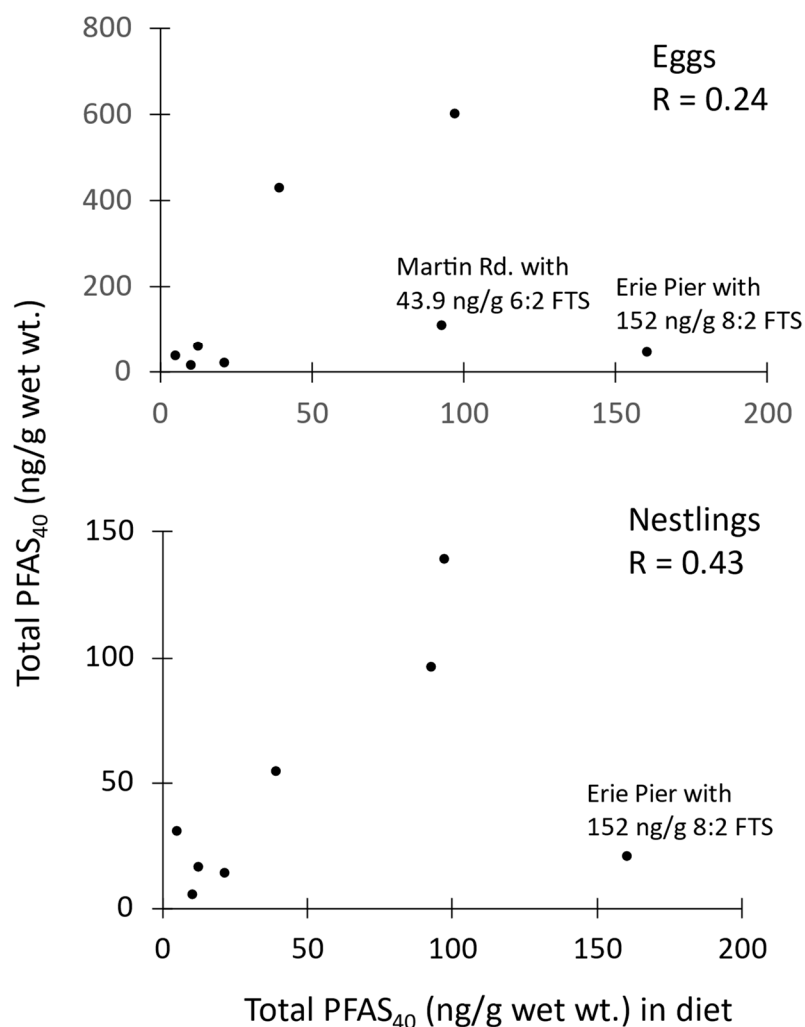 800
600
400
200
0
Eggs
R = 0.24
Martin Rd. with
43.9 ng/g 6:2 FTS
Erie Pier with
152 ng/g 8:2 FTS
0 50 100 150 200
Total PFAS₄₀ (ng/g wet wt.)
150
100
50
0
Nestlings
R = 0.43
Erie Pier with
152 ng/g 8:2 FTS
0 50 100 150 200
Total PFAS₄₀ (ng/g wet wt.) in diet